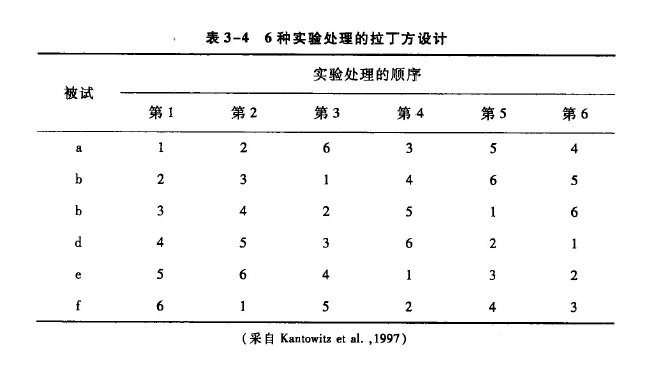 表3-4 6种实验处理的拉丁方设计
被试 实验处理的顺序
第1 第2 第3 第4 第5 第6
a 1 2 6 3 5 4
b 2 3 1 4 6 5
b 3 4 2 5 1 6
d 4 5 3 6 2 1
e 5 6 4 1 3 2
f 6 1 5 2 4 3
(采自 Kantowitz et al. ,1997)